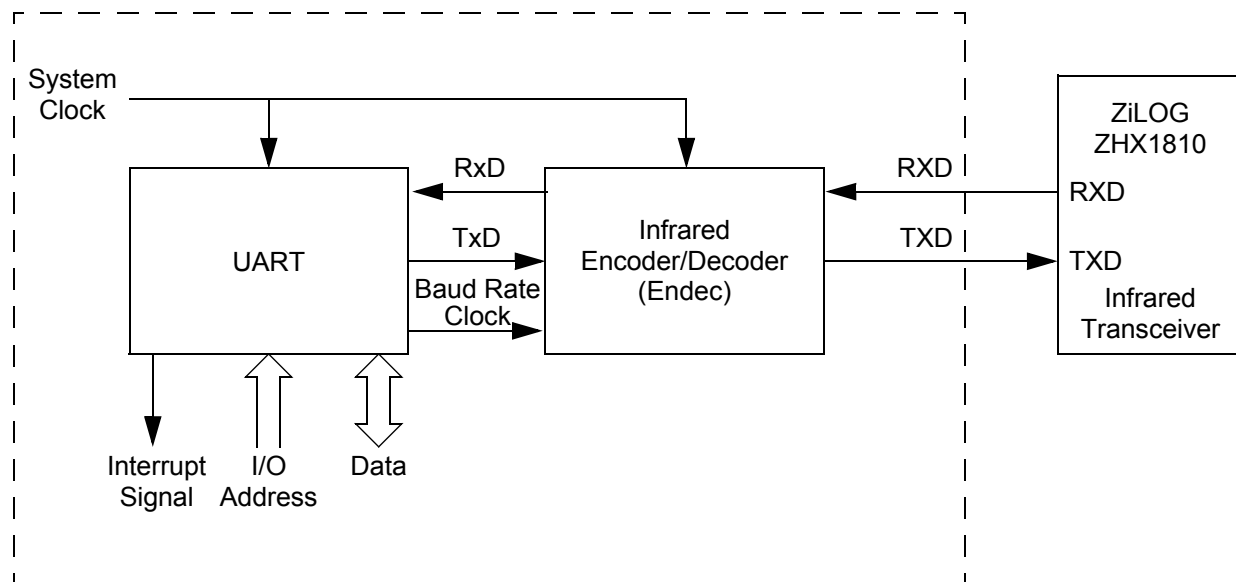 System
Clock
ZiLOG
ZHX1810
RxD
RXD
RXD
UART
TxD
Infrared
Encoder/Decoder
(Endec)
TXD
TXD
Baud Rate
Clock
Infrared
Transceiver
Interrupt
Signal
I/O
Address
Data